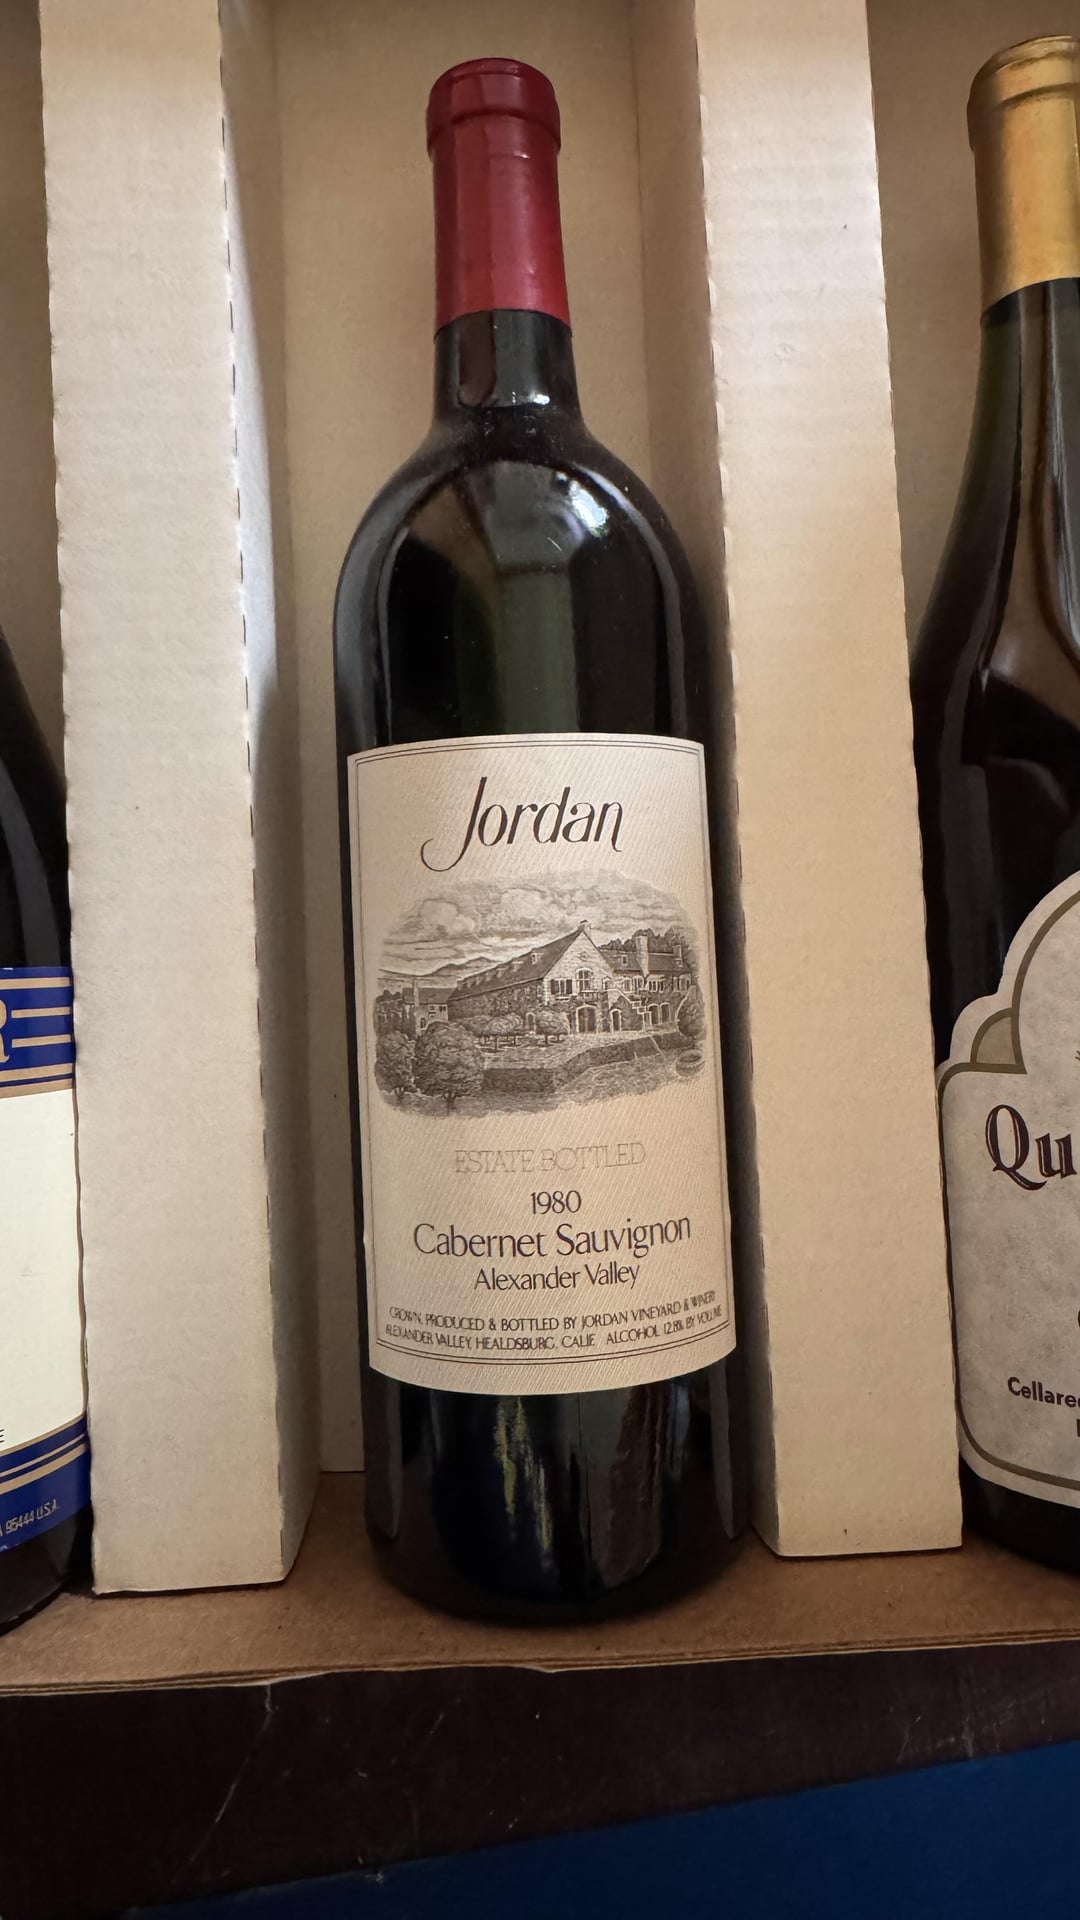 Jordan
ESTATE BOTTLED
1980
Cabernet Sauvignon
Alexander Valley
GROWN, PRODUCED & BOTTLED BY JORDAN VINEYARD & WINERY
ALEXANDER VALLEY, HEALDSBURG, CALIF. ALCOHOL 12.8% BY VOLUME
R
E
95444 U.S.A.
Qu
Cellared